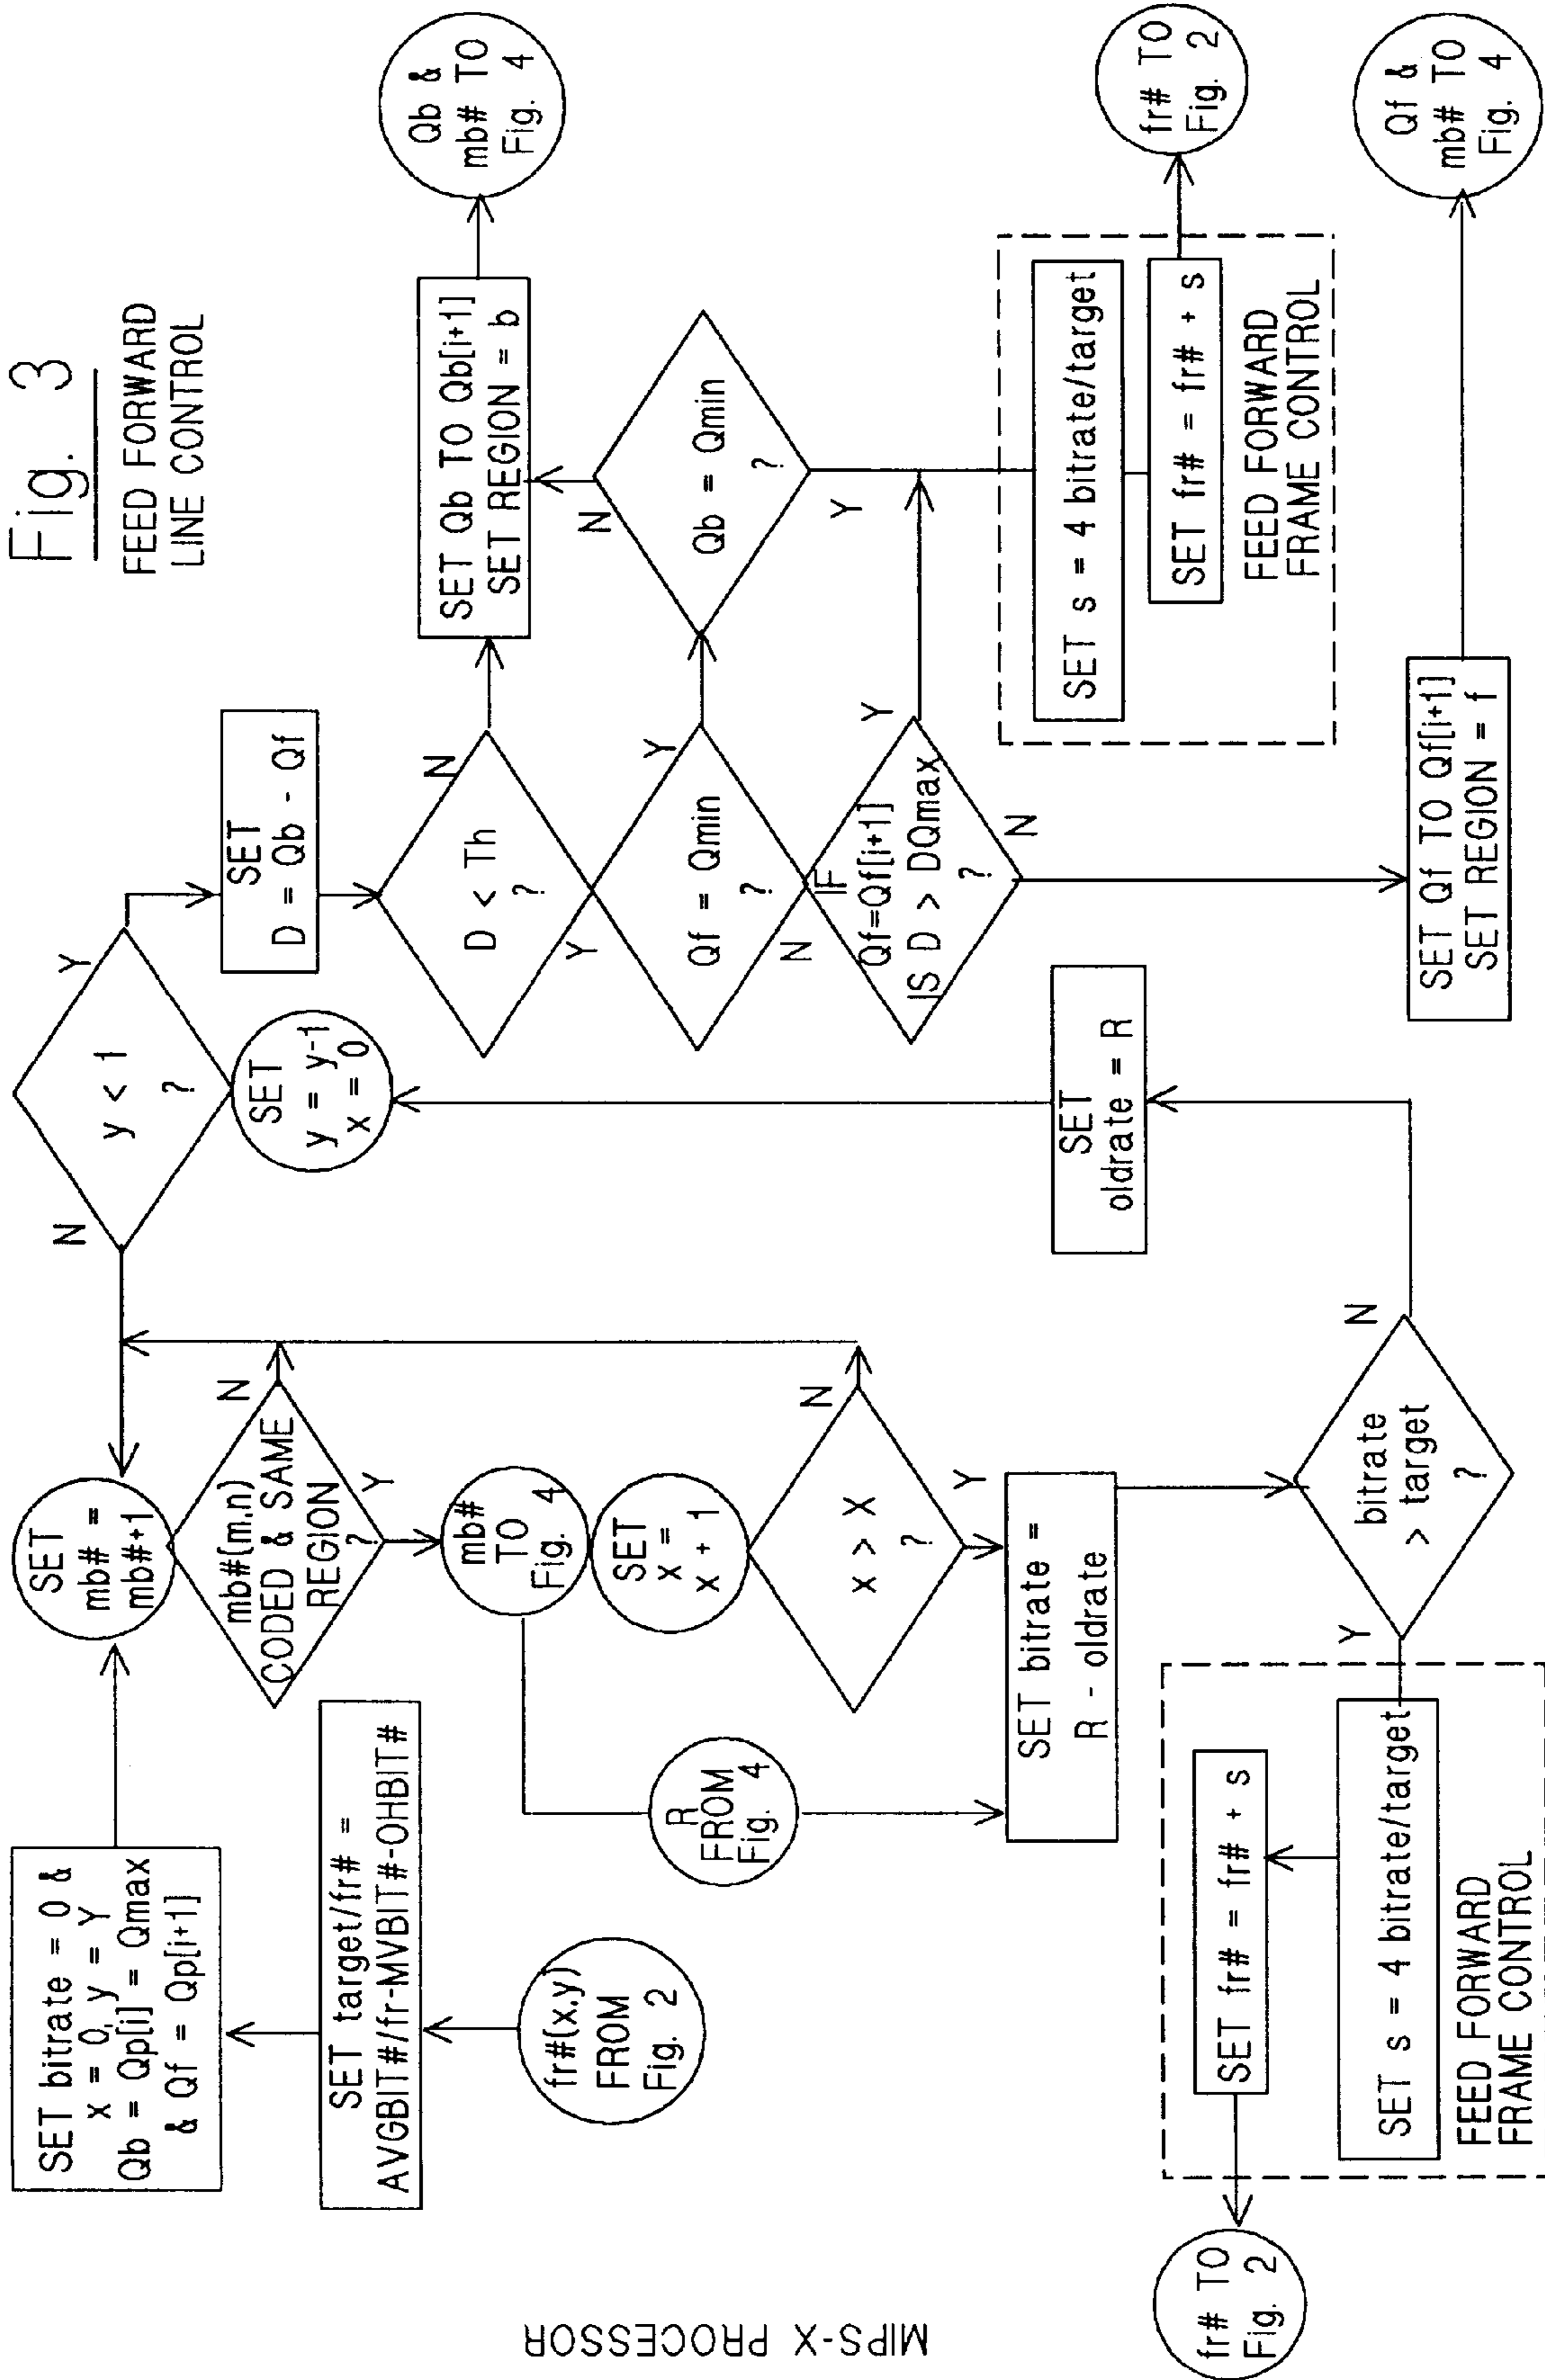 Fig. 3
FEED FORWARD
LINE CONTROL
MIPS-X PROCESSOR
fr#(x,y)
FROM
Fig. 2
SET target/fr# =
AVGBIT#/fr-MVBIT#-OHBIT#
SET bitrate = 0 &
x = 0, y = Y
Qb = Qp[i] = Qmax
& Qf = Qp[i+1]
SET
mb# =
mb#+1
mb#(m,n)
CODED & SAME
REGION
?
N
Y
mb#
TO
Fig. 4
SET
x =
x + 1
x > X
?
N
Y
R
FROM
Fig. 4
SET bitrate =
R - oldrate
bitrate
> target
?
Y
N
SET s = 4 bitrate/target
SET fr# = fr# + s
FEED FORWARD
FRAME CONTROL
fr# TO
Fig. 2
SET
oldrate = R
SET
y = y-1
x = 0
y < 1
?
N
Y
SET
D = Qb - Qf
D < Th
?
N
Y
Qf = Qmin
?
Y
N
IF
Qf=Qf[i+1]
IS D > DQmax
?
Y
N
Qb = Qmin
?
N
Y
SET Qb TO Qb[i+1]
SET REGION = b
Qb &
mb# TO
Fig. 4
SET s = 4 bitrate/target
SET fr# = fr# + s
FEED FORWARD
FRAME CONTROL
fr# TO
Fig. 2
SET Qf TO Qf[i+1]
SET REGION = f
Qf &
mb# TO
Fig. 4